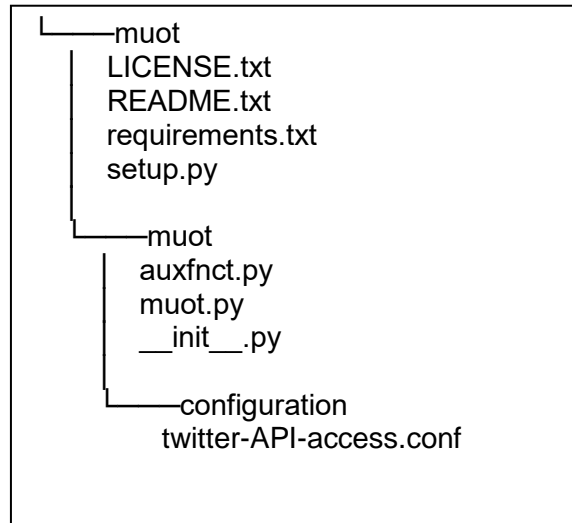 muot
LICENSE.txt
README.txt
requirements.txt
setup.py
muot
auxfnct.py
muot.py
__init__.py
configuration
twitter-API-access.conf